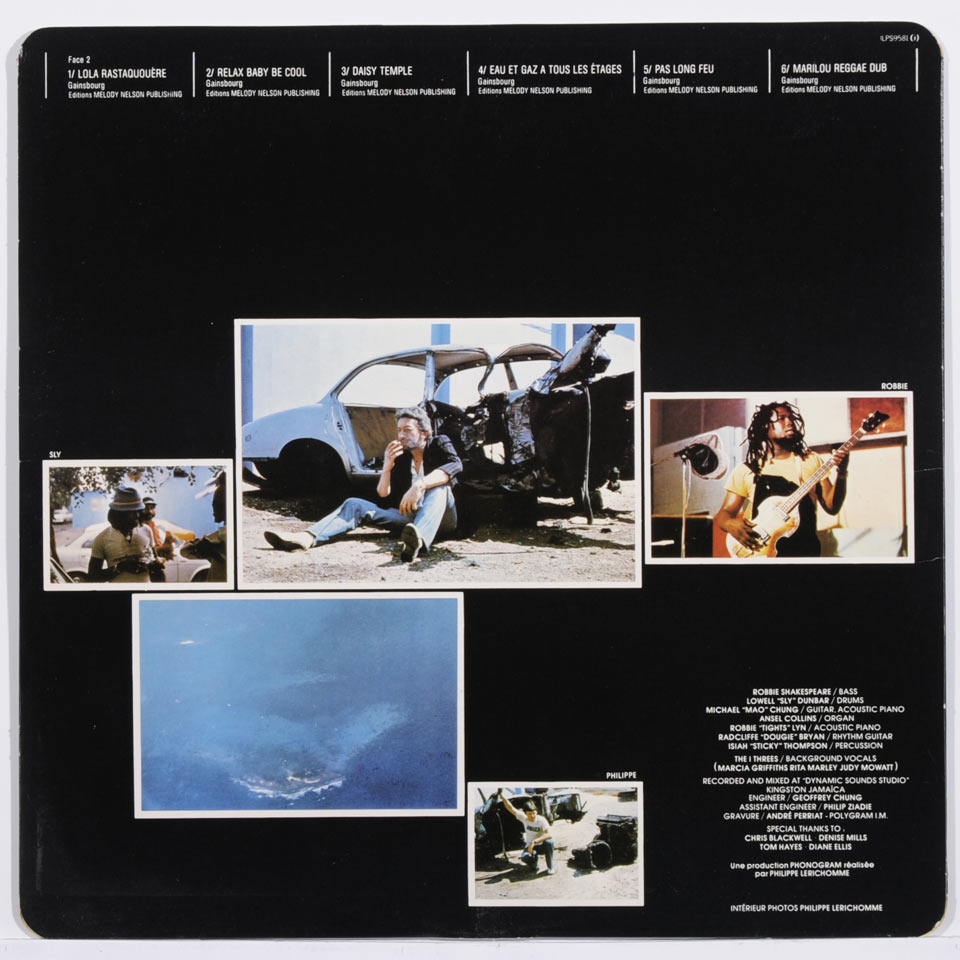 ILPS9581 (i)
Face 2
1/ LOLA RASTAQUOUÈRE
Gainsbourg
Editions MELODY NELSON PUBLISHING
2/ RELAX BABY BE COOL
Gainsbourg
Editions MELODY NELSON PUBLISHING
3/ DAISY TEMPLE
Gainsbourg
Editions MELODY NELSON PUBLISHING
4/ EAU ET GAZ A TOUS LES ÉTAGES
Gainsbourg
Editions MELODY NELSON PUBLISHING
5/ PAS LONG FEU
Gainsbourg
Editions MELODY NELSON PUBLISHING
6/ MARILOU REGGAE DUB
Gainsbourg
Editions MELODY NELSON PUBLISHING
ROBBIE
SLY
PHILIPPE
ROBBIE SHAKESPEARE / BASS
LOWELL "SLY" DUNBAR / DRUMS
MICHAEL "MAO" CHUNG / GUITAR, ACOUSTIC PIANO
ANSEL COLLINS / ORGAN
ROBBIE "TIGHTS" LYN / ACOUSTIC PIANO
RADCLIFFE "DOUGIE" BRYAN / RHYTHM GUITAR
ISIAH "STICKY" THOMPSON / PERCUSSION
THE I THREES / BACKGROUND VOCALS
(MARCIA GRIFFITHS RITA MARLEY JUDY MOWATT)
RECORDED AND MIXED AT "DYNAMIC SOUNDS STUDIO"
KINGSTON JAMAÏCA
ENGINEER / GEOFFREY CHUNG
ASSISTANT ENGINEER / PHILIP ZIADIE
GRAVURE / ANDRÉ PERRIAT - POLYGRAM I.M.
SPECIAL THANKS TO :
CHRIS BLACKWELL - DENISE MILLS
TOM HAYES - DIANE ELLIS
Une production PHONOGRAM réalisée
par PHILIPPE LERICHOMME
INTÉRIEUR PHOTOS PHILIPPE LERICHOMME